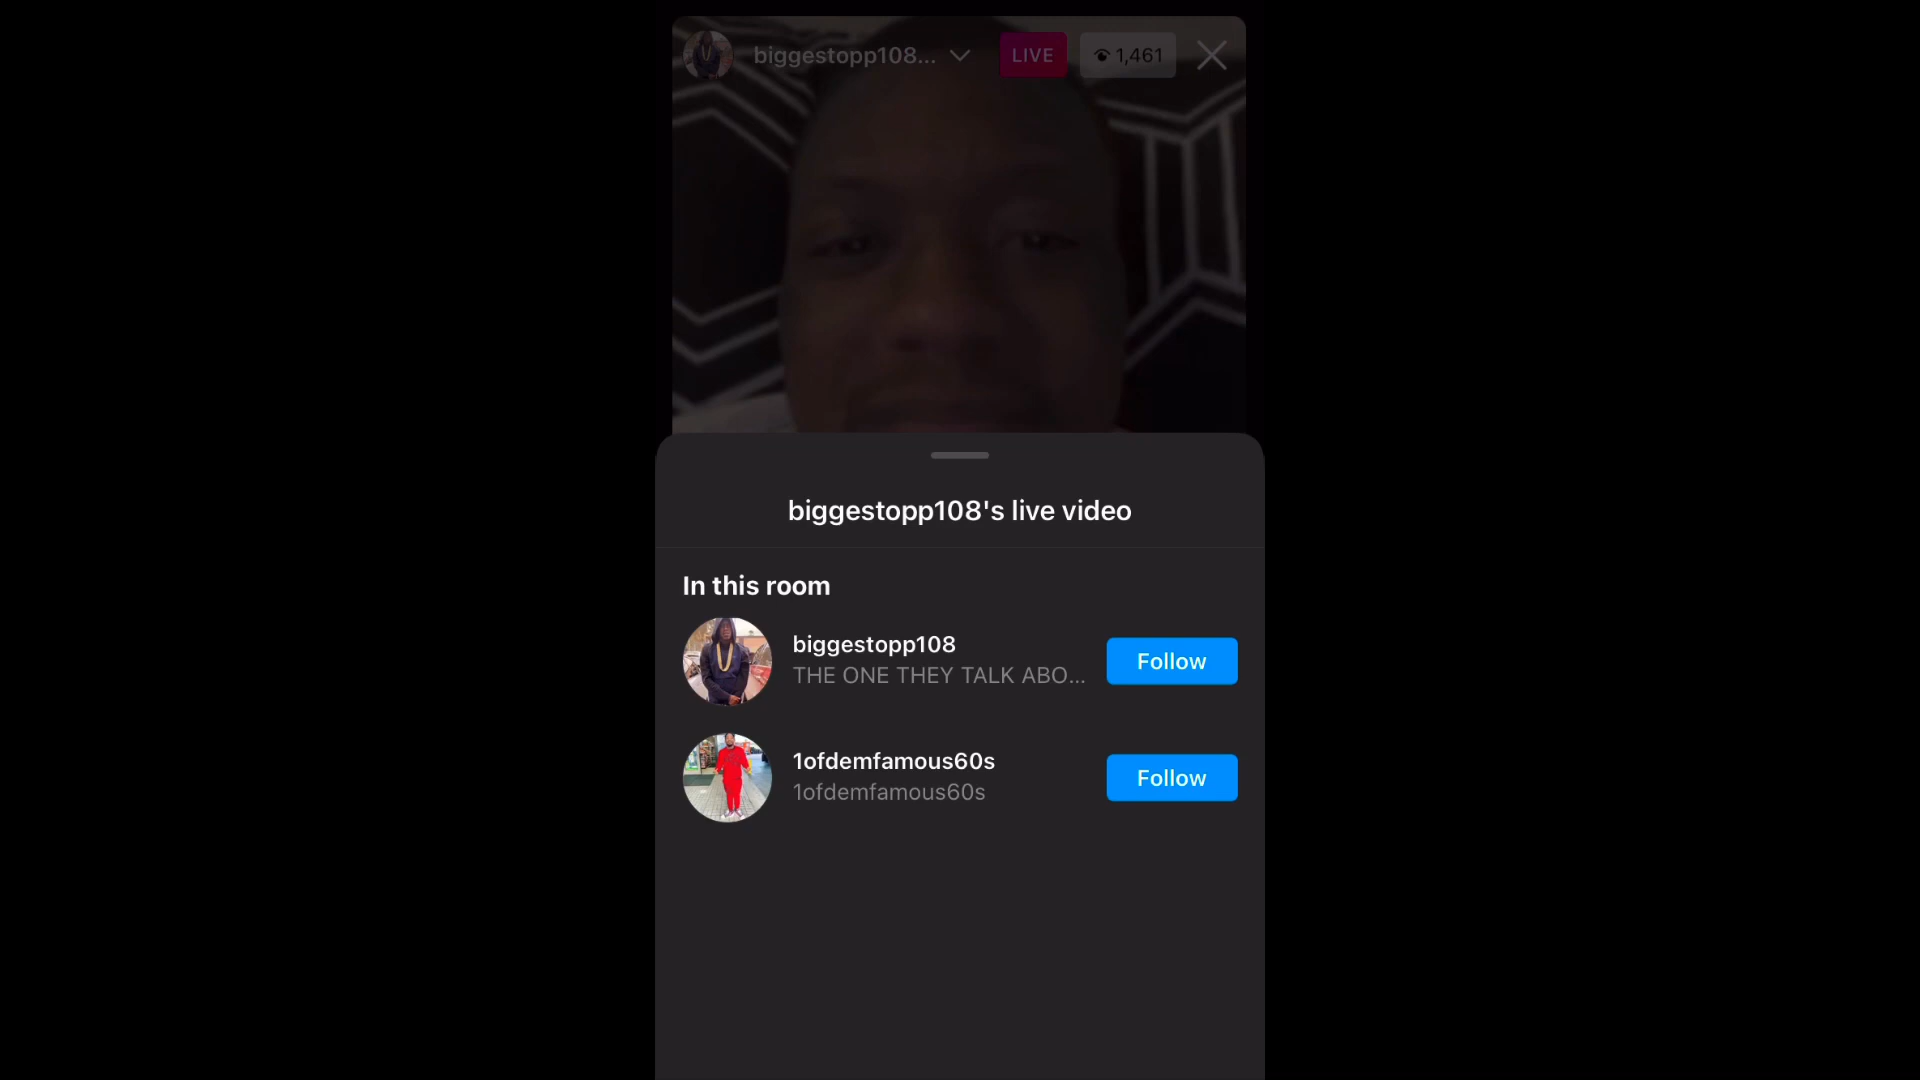 biggestopp108... LIVE 1,461
biggestopp108's live video
In this room
biggestopp108
THE ONE THEY TALK ABO...
Follow
1ofdemfamous60s
1ofdemfamous60s
Follow